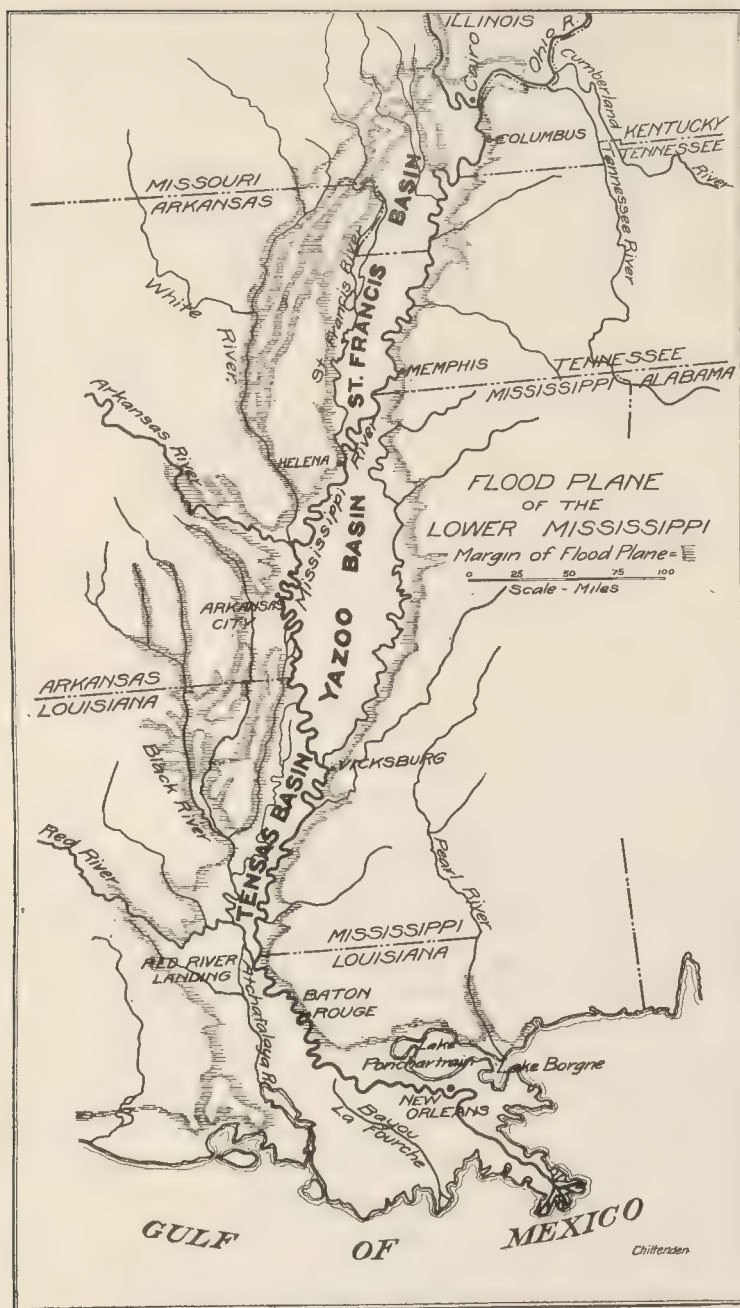 ILLINOIS
Ohio R.
Cairo
Cumberland
River
COLUMBUS
KENTUCKY
TENNESSEE
Tennessee River
MISSOURI
ARKANSAS
White
River
St. Francis River
ST. FRANCIS BASIN
MEMPHIS
TENNESSEE
MISSISSIPPI
ALABAMA
Arkansas River
HELENA
Mississippi River
FLOOD PLANE
OF THE
LOWER MISSISSIPPI
Margin of Flood Plane=
0 25 50 75 100
Scale - Miles
YAZOO BASIN
ARKANSAS
CITY
ARKANSAS
LOUISIANA
Black River
VICKSBURG
TENSAS BASIN
Red River
Pearl River
MISSISSIPPI
LOUISIANA
RED RIVER
LANDING
Atchafalaya R.
BATON
ROUGE
Lake
Ponchartrain
Lake Borgne
NEW
ORLEANS
Bayou
La Fourche
GULF OF MEXICO
Chittenden